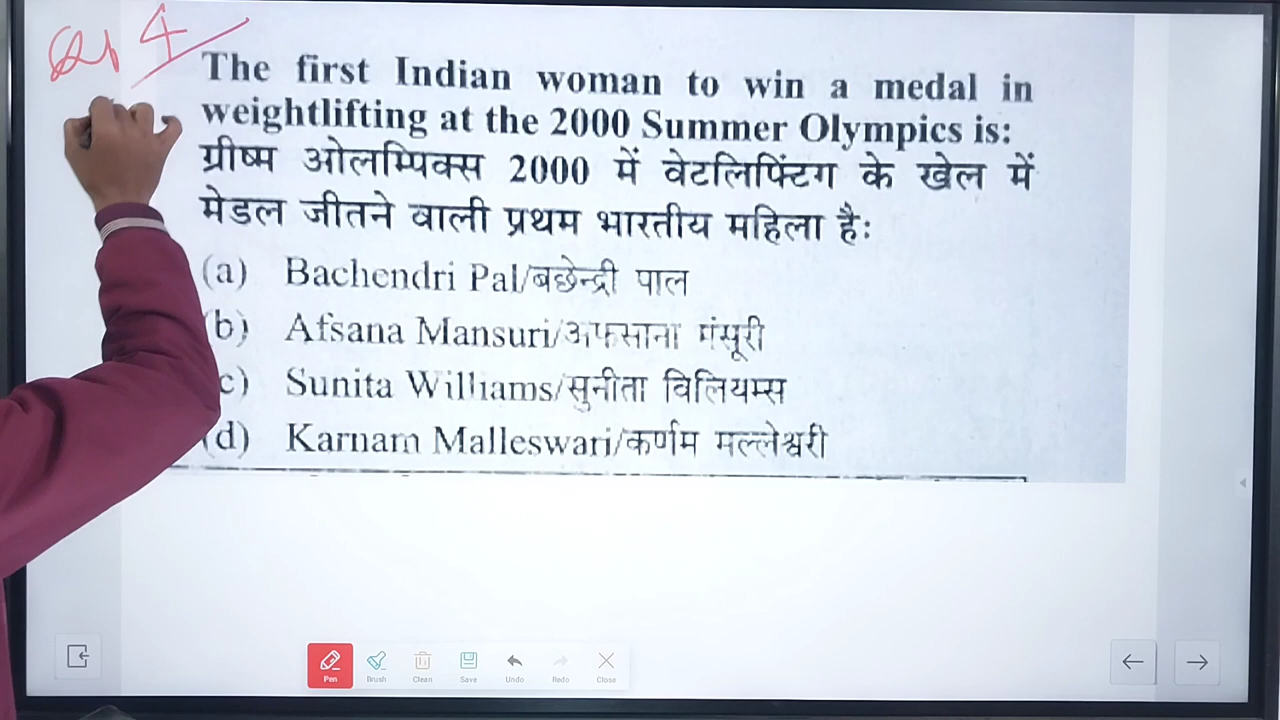 Q. 4
The first Indian woman to win a medal in
weightlifting at the 2000 Summer Olympics is:
ग्रीष्म ओलम्पिक्स 2000 में वेटलिफ्टिंग के खेल में
मेडल जीतने वाली प्रथम भारतीय महिला है:
(a) Bachendri Pal/बछेन्द्री पाल
(b) Afsana Mansuri/अफसाना मंसूरी
(c) Sunita Williams/सुनीता विलियम्स
(d) Karnam Malleswari/कर्णम मल्लेश्वरी
Pen Brush Clean Save Undo Redo Close